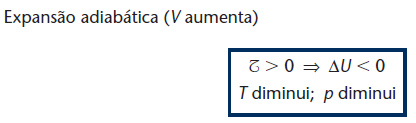 Expansão adiabática (V aumenta)
𝒯 > 0 ⇒ ΔU < 0
T diminui; p diminui